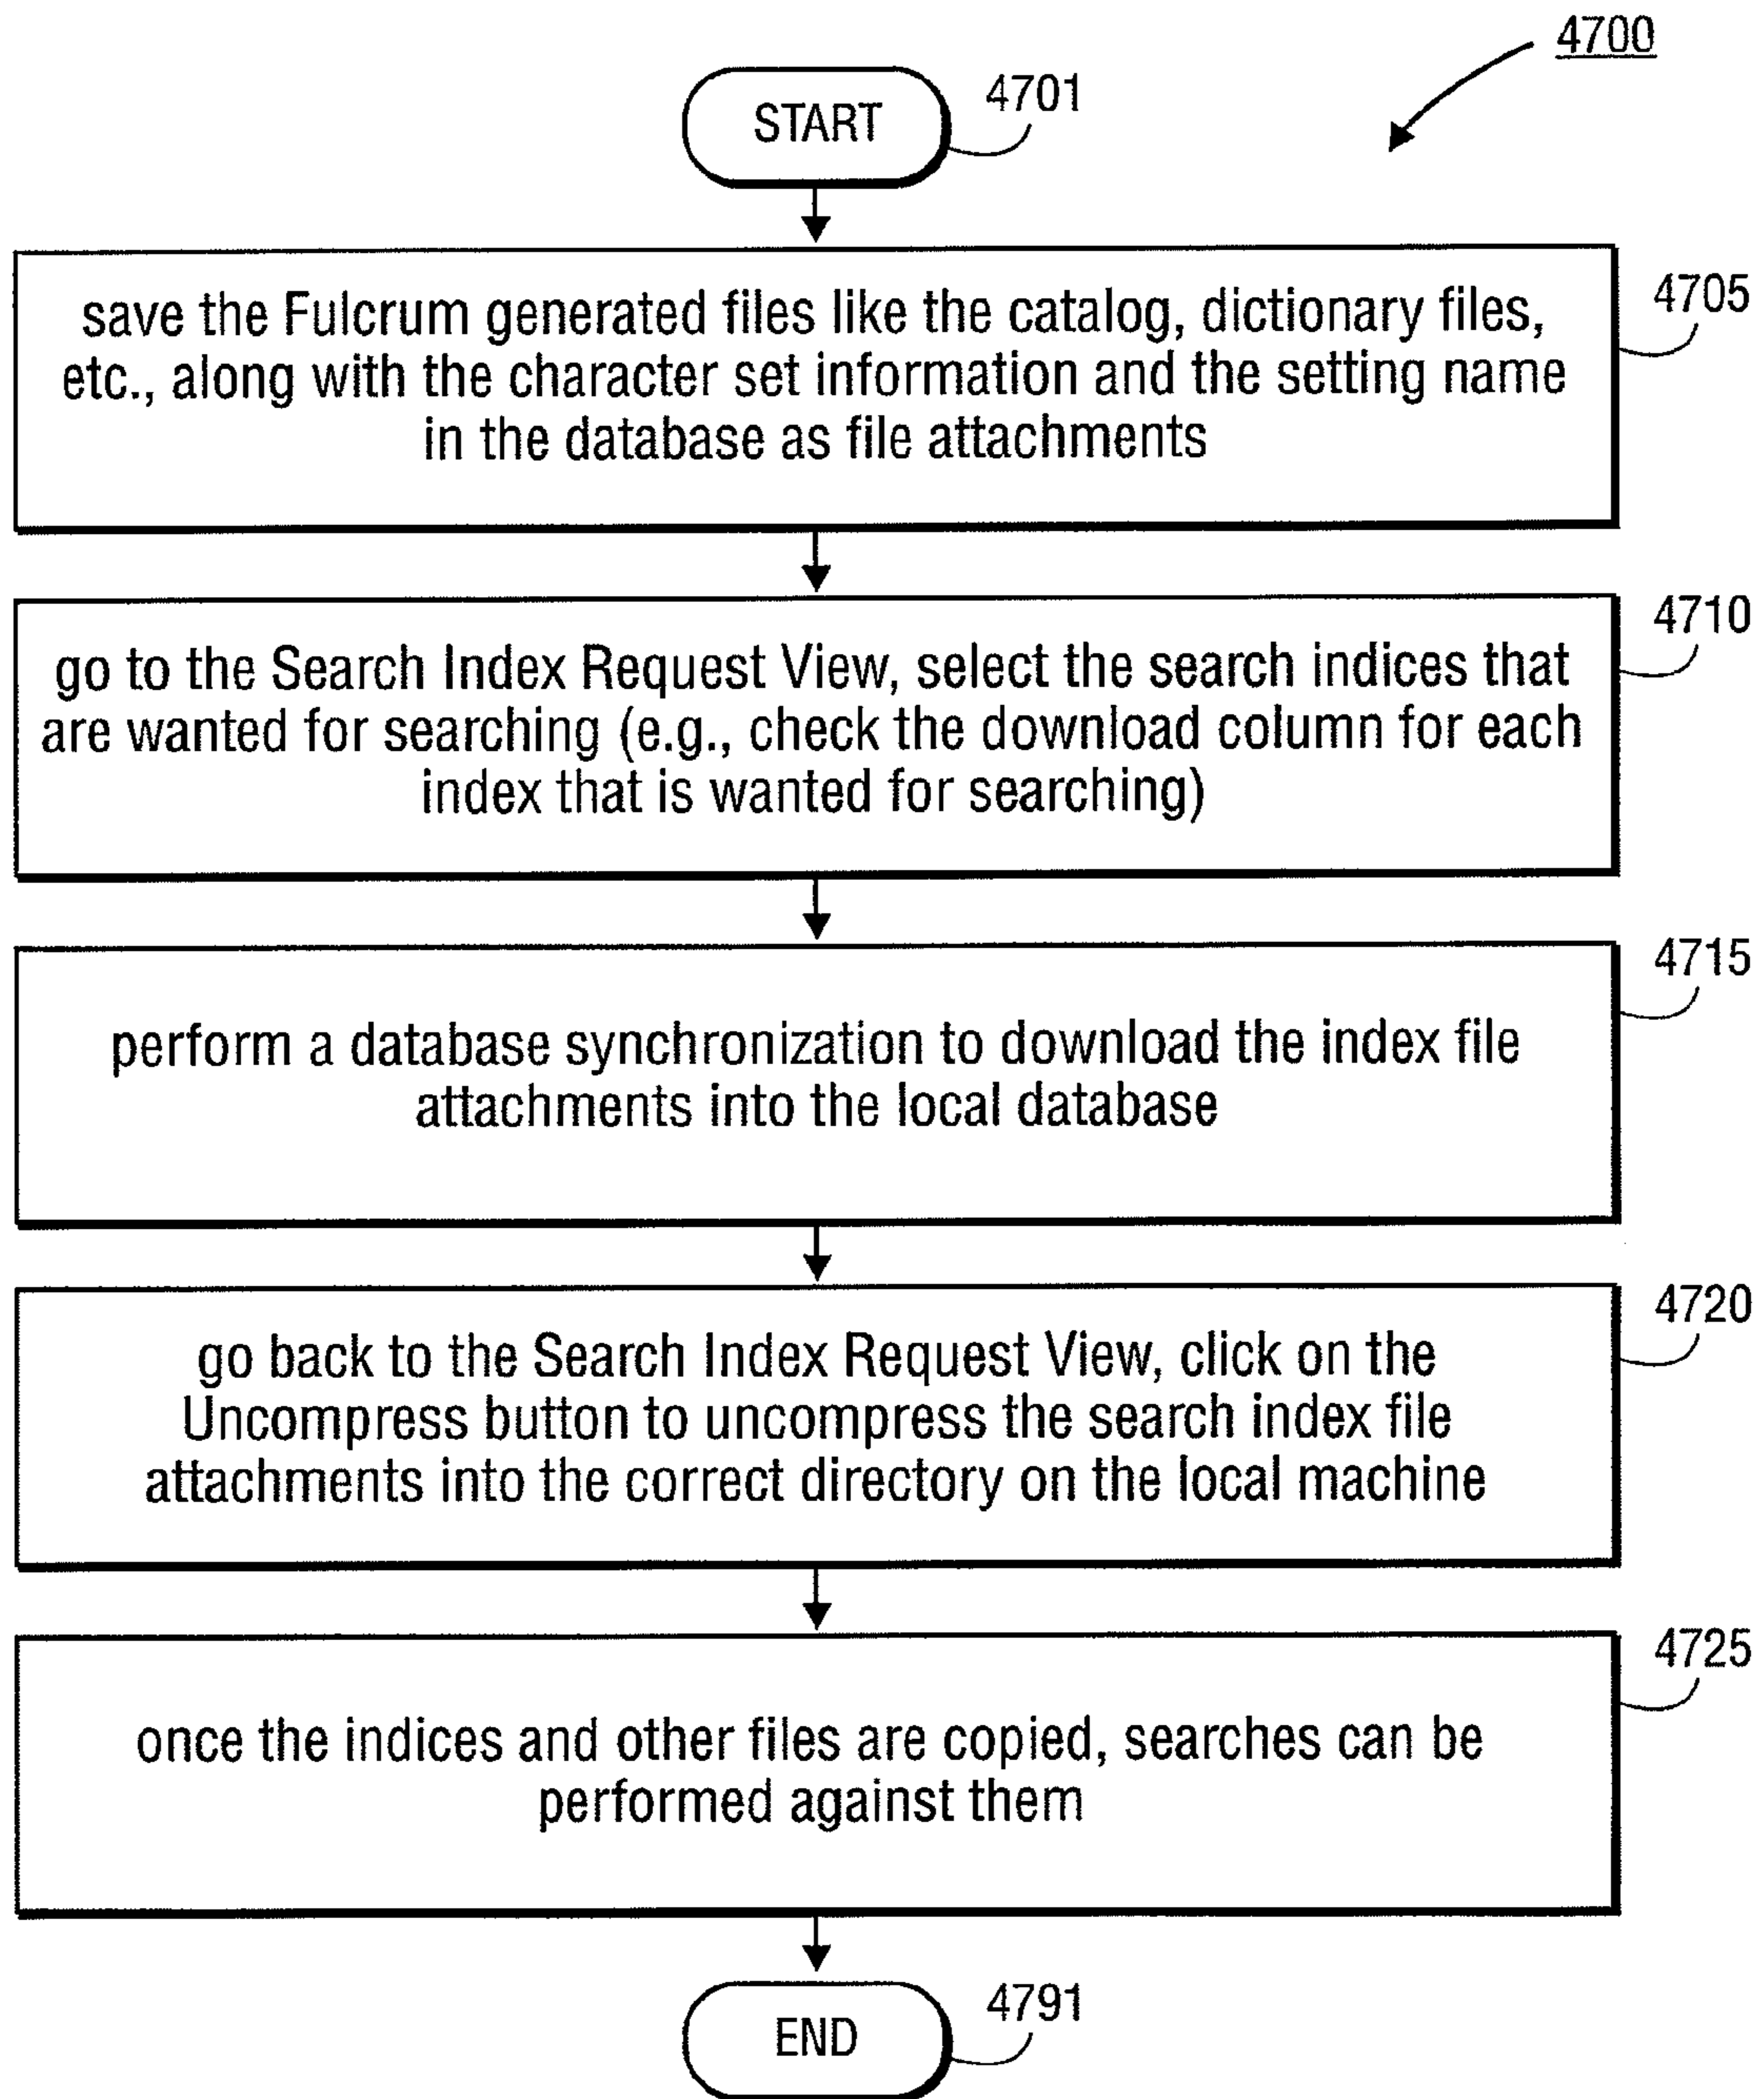 4700
START
4701
save the Fulcrum generated files like the catalog, dictionary files,
etc., along with the character set information and the setting name
in the database as file attachments
4705
go to the Search Index Request View, select the search indices that
are wanted for searching (e.g., check the download column for each
index that is wanted for searching)
4710
perform a database synchronization to download the index file
attachments into the local database
4715
go back to the Search Index Request View, click on the
Uncompress button to uncompress the search index file
attachments into the correct directory on the local machine
4720
once the indices and other files are copied, searches can be
performed against them
4725
END
4791